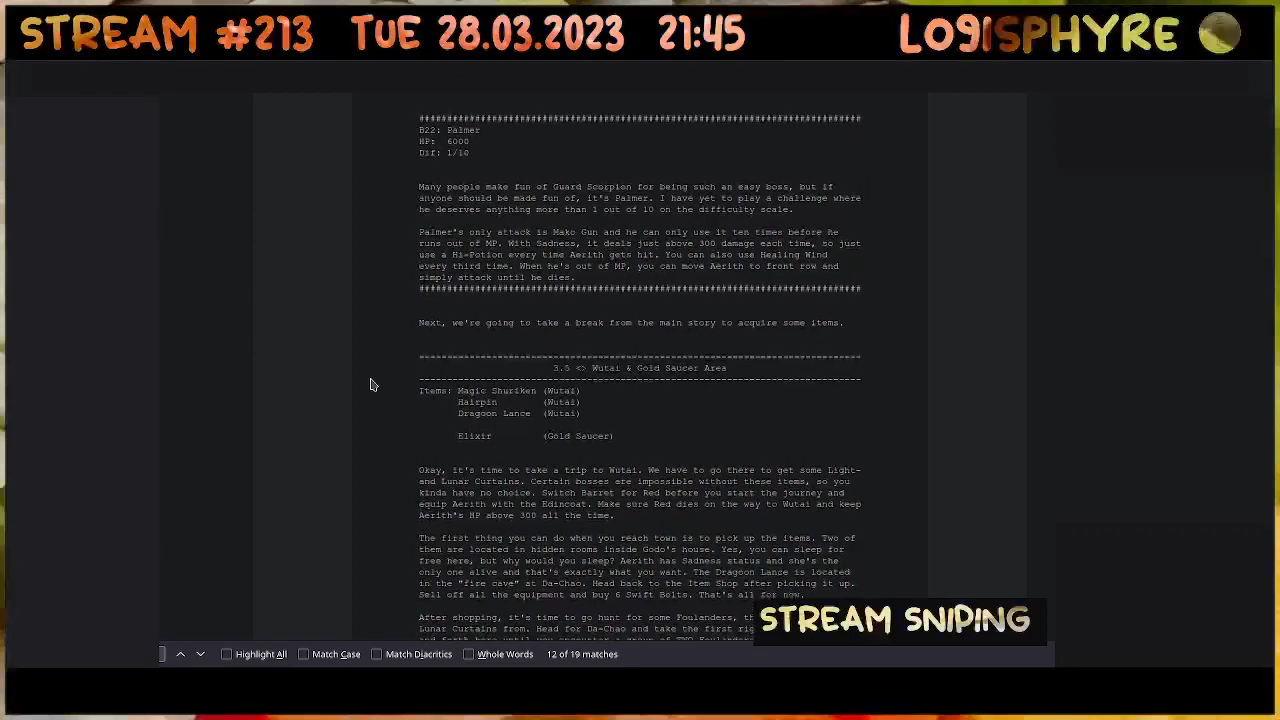 STREAM #213 TUE 28.03.2023 21:45 LOGISPHYRE
###############################################################################
B22: Palmer
HP: 6000
Dif: 1/10
Many people make fun of Guard Scorpion for being such an easy boss, but if
anyone should be made fun of, it's Palmer. I have yet to play a challenge where
he deserves anything more than 1 out of 10 on the difficulty scale.
Palmer's only attack is Mako Gun and he can only use it ten times before he
runs out of MP. With Sadness, it deals just above 300 damage each time, so just
use a Hi-Potion every time Aerith gets hit. You can also use Healing Wind
every third time. When he's out of MP, you can move Aerith to front row and
simply attack until he dies.
###############################################################################
Next, we're going to take a break from the main story to acquire some items.
-------------------------------------------------------------------------------
3.5 <> Wutai & Gold Saucer Area
-------------------------------------------------------------------------------
Items: Magic Shuriken (Wutai)
Hairpin (Wutai)
Dragoon Lance (Wutai)
Elixir (Gold Saucer)
Okay, it's time to take a trip to Wutai. We have to go there to get some Light-
and Lunar Curtains. Certain bosses are impossible without these items, so you
kinda have no choice. Switch Barret for Red before you start the journey and
equip Aerith with the Edincoat. Make sure Red dies on the way to Wutai and keep
Aerith's HP above 300 all the time.
The first thing you can do when you reach town is to pick up the items. Two of
them are located in hidden rooms inside Godo's house. Yes, you can sleep for
free here, but why would you sleep? Aerith has Sadness status and she's the
only one alive and that's exactly what you want. The Dragoon Lance is located
in the "fire cave" at Da-Chao. Head back to the Item Shop after picking it up.
Sell off all the equipment and buy 6 Swift Bolts. That's all for now.
After shopping, it's time to go hunt for some Foulanders, th
Lunar Curtains from. Head for Da-Chao and take the first rig
STREAM SNIPING
Highlight All Match Case Match Diacritics Whole Words 12 of 19 matches